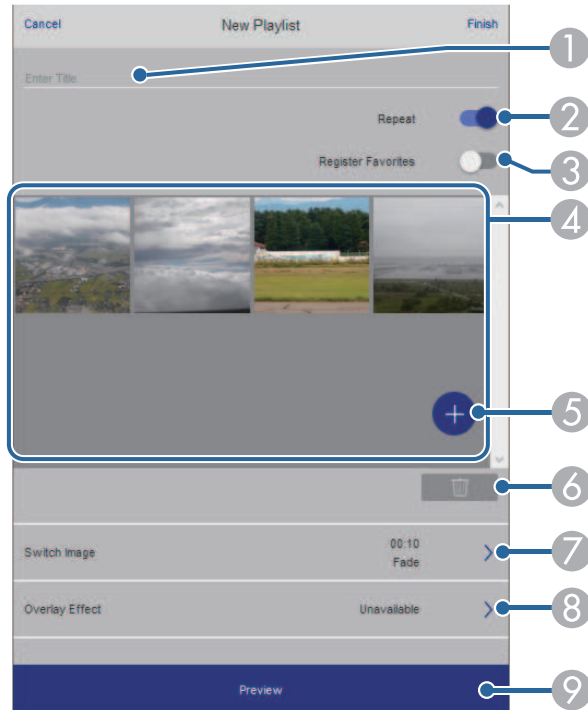 Cancel New Playlist Finish
Enter Title
1
Repeat
2
Register Favorites
3
4
5
6
Switch Image 00:10
Fade
7
Overlay Effect Unavailable
8
Preview
9